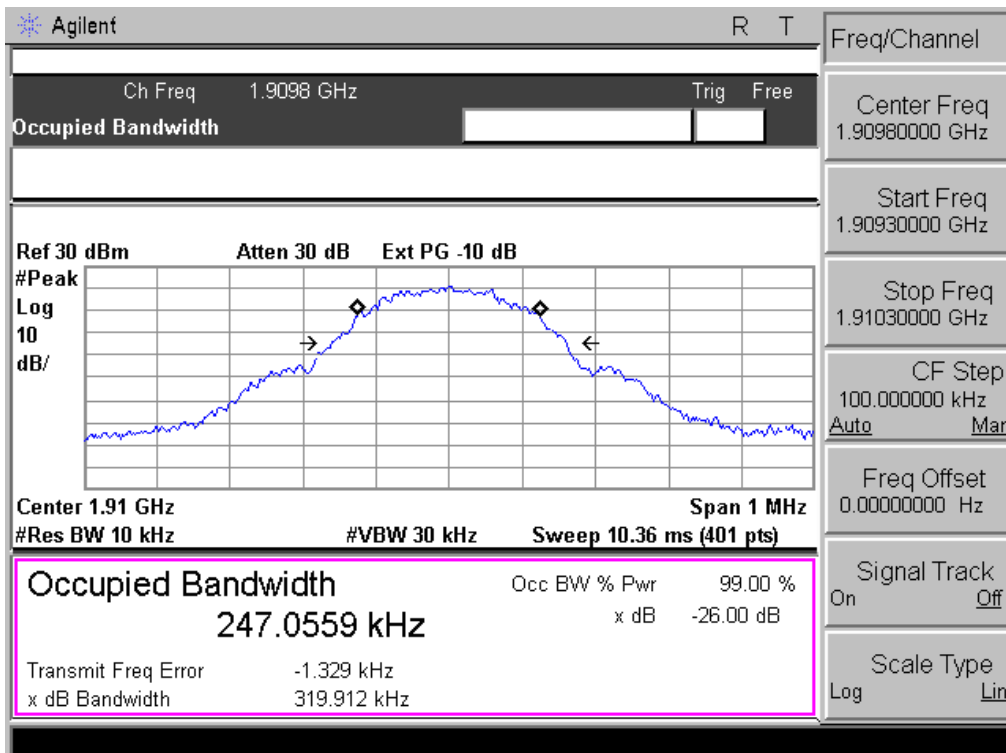 Agilent R T
Freq/Channel
Ch Freq 1.9098 GHz Trig Free
Occupied Bandwidth
Center Freq
1.90980000 GHz
Start Freq
1.90930000 GHz
Stop Freq
1.91030000 GHz
CF Step
100.000000 kHz
Auto Man
Freq Offset
0.00000000 Hz
Signal Track
On Off
Scale Type
Log Lin
Ref 30 dBm Atten 30 dB Ext PG -10 dB
#Peak
Log
10
dB/
Center 1.91 GHz Span 1 MHz
#Res BW 10 kHz #VBW 30 kHz Sweep 10.36 ms (401 pts)
Occupied Bandwidth Occ BW % Pwr 99.00 %
247.0559 kHz x dB -26.00 dB
Transmit Freq Error -1.329 kHz
x dB Bandwidth 319.912 kHz